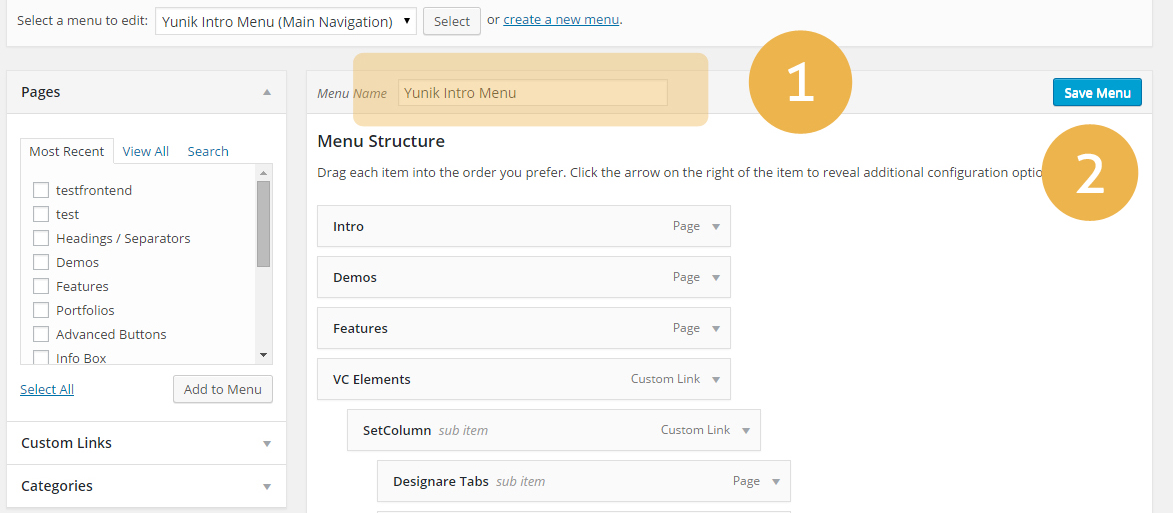 Select a menu to edit: Yunik Intro Menu (Main Navigation) Select or create a new menu.
Pages
Most Recent View All Search
testfrontend
test
Headings / Separators
Demos
Features
Portfolios
Advanced Buttons
Info Box
Select All Add to Menu
Custom Links
Categories
Menu Name Yunik Intro Menu
1
Save Menu
2
Menu Structure
Drag each item into the order you prefer. Click the arrow on the right of the item to reveal additional configuration optio
Intro Page
Demos Page
Features Page
VC Elements Custom Link
SetColumn sub item Custom Link
Designare Tabs sub item Page